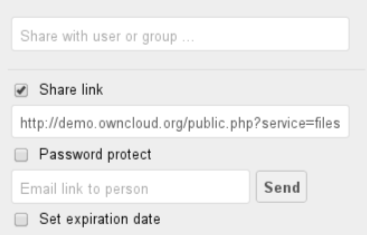 Share with user or group ...
Share link
http://demo.owncloud.org/public.php?service=files
Password protect
Email link to person
Send
Set expiration date